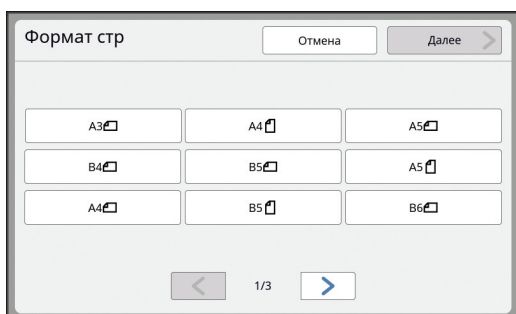 Формат стр Отмена Далее
A3 A4 A5
B4 B5 A5
A4 B5 B6
1/3